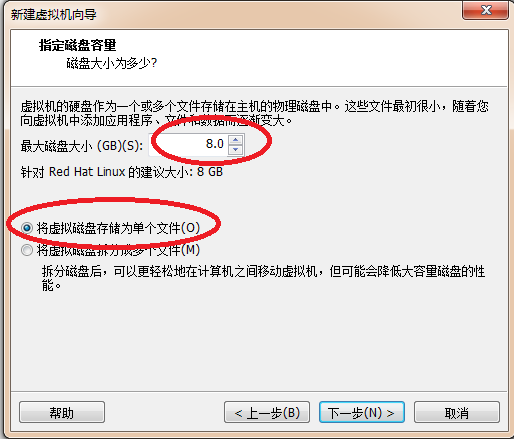 新建虚拟机向导
指定磁盘容量
磁盘大小为多少?
虚拟机的硬盘作为一个或多个文件存储在主机的物理磁盘中。这些文件最初很小，随着您
向虚拟机中添加应用程序、文件和数据而逐渐变大。
最大磁盘大小 (GB)(S): 8.0
针对 Red Hat Linux 的建议大小: 8 GB
将虚拟磁盘存储为单个文件(O)
将虚拟磁盘拆分成多个文件(M)
拆分磁盘后，可以更轻松地在计算机之间移动虚拟机，但可能会降低大容量磁盘的性
能。
帮助 < 上一步(B) 下一步(N) > 取消